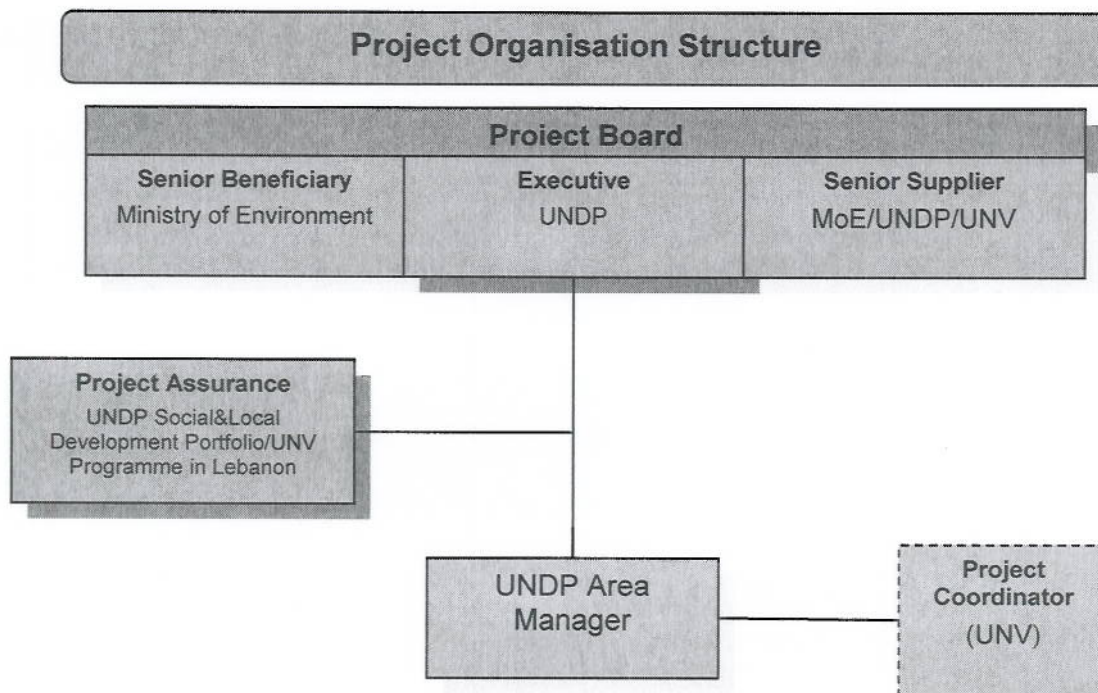 Project Organisation Structure
Project Board
Senior Beneficiary
Ministry of Environment
Executive
UNDP
Senior Supplier
MoE/UNDP/UNV
Project Assurance
UNDP Social&Local
Development Portfolio/UNV
Programme in Lebanon
UNDP Area
Manager
Project
Coordinator
(UNV)